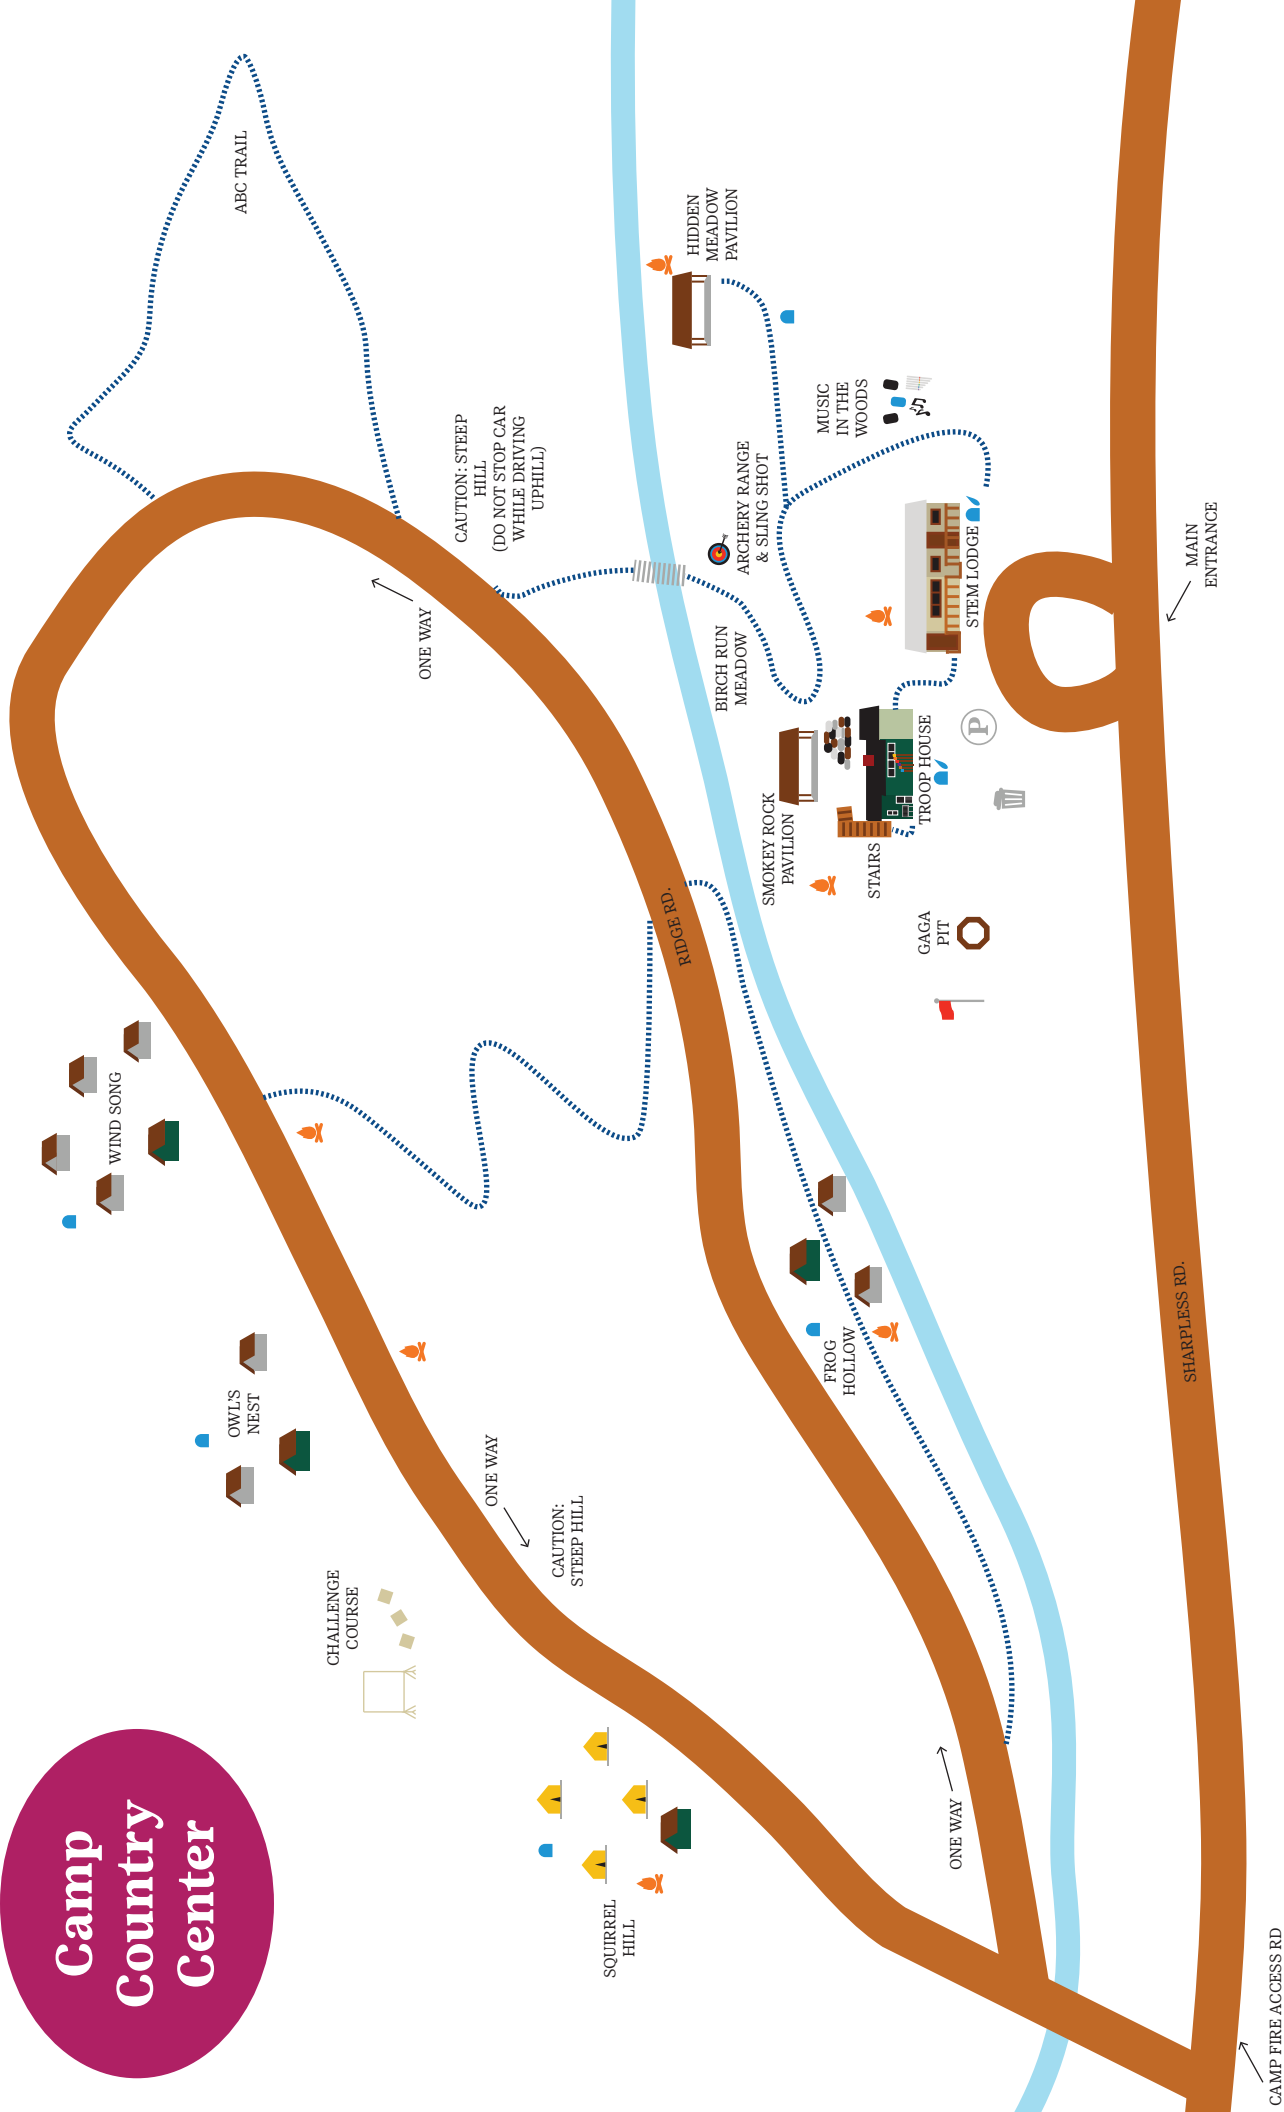 Camp
Country
Center
SQUIRREL
HILL
CHALLENGE
COURSE
OWL'S
NEST
WIND SONG
ONE WAY
CAUTION:
STEEP HILL
ONE WAY
CAUTION: STEEP
HILL
(DO NOT STOP CAR
WHILE DRIVING
UPHILL)
ABC TRAIL
RIDGE RD.
FROG
HOLLOW
ONE WAY
CAMP FIRE ACCESS RD
SHARPLESS RD.
GAGA
PIT
SMOKEY ROCK
PAVILION
STAIRS
TROOP HOUSE
P
BIRCH RUN
MEADOW
ARCHERY RANGE
& SLING SHOT
STEM LODGE
MUSIC
IN THE
WOODS
HIDDEN
MEADOW
PAVILION
MAIN
ENTRANCE